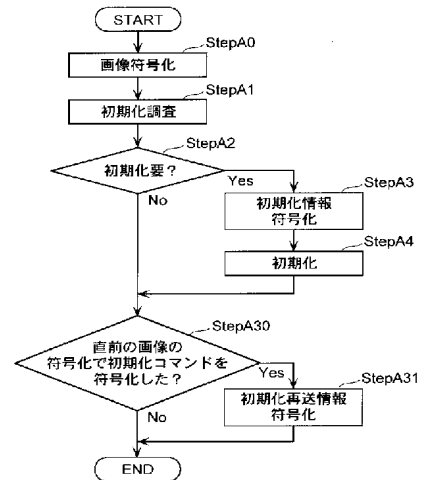 START
StepA0
画像符号化
StepA1
初期化調査
StepA2
初期化要？
Yes
No
StepA3
初期化情報
符号化
StepA4
初期化
StepA30
直前の画像の
符号化で初期化コマンドを
符号化した？
Yes
No
StepA31
初期化再送情報
符号化
END